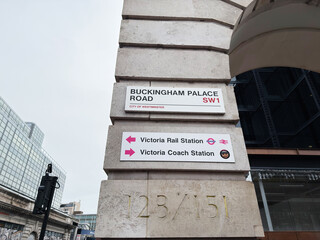 BUCKINGHAM PALACE
ROAD SW1
CITY OF WESTMINSTER
Victoria Rail Station
Victoria Coach Station
123/151